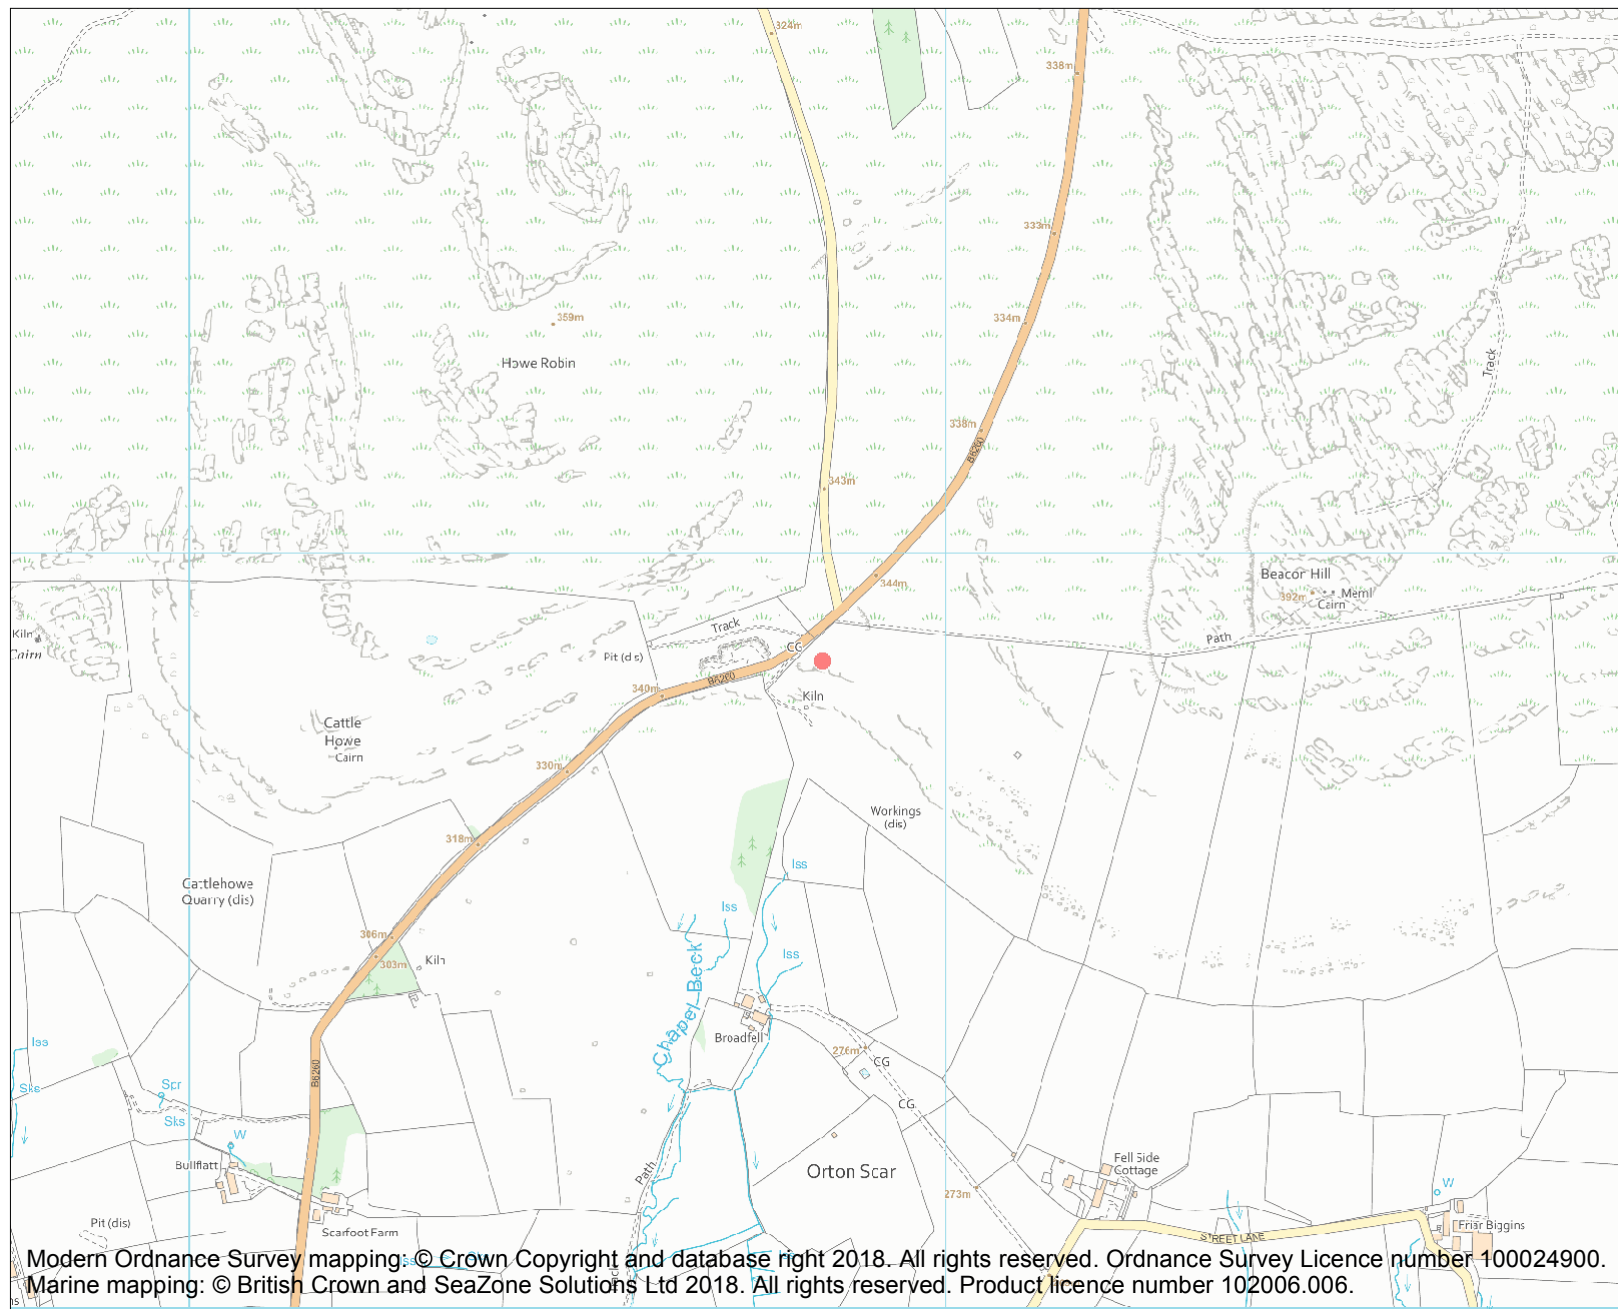 324m
338m
333m
334m
359m
Howe Robin
Track
338m
B6260
343m
344m
Beacon Hill
392m
Meml
Cairn
Kiln
Cairn
Track
Path
Pit (dis)
CG
B6260
340m
Kiln
Cattle
Howe
Cairn
330m
Workings
(dis)
318m
Iss
Cattlehowe
Quarry (dis)
Iss
306m
Iss
303m
Kiln
Chapel Beck
Broadfell
Iss
276m
CG
B6260
Sks
Spr
CG
Sks
W
Fell Side
Cottage
Bullflatt
Path
Orton Scar
273m
W
Pit (dis)
Scarfoot Farm
Friar Biggins
STREET LANE
Modern Ordnance Survey mapping: © Crown Copyright and database right 2018. All rights reserved. Ordnance Survey Licence number 100024900.
Marine mapping: © British Crown and SeaZone Solutions Ltd 2018. All rights reserved. Product licence number 102006.006.